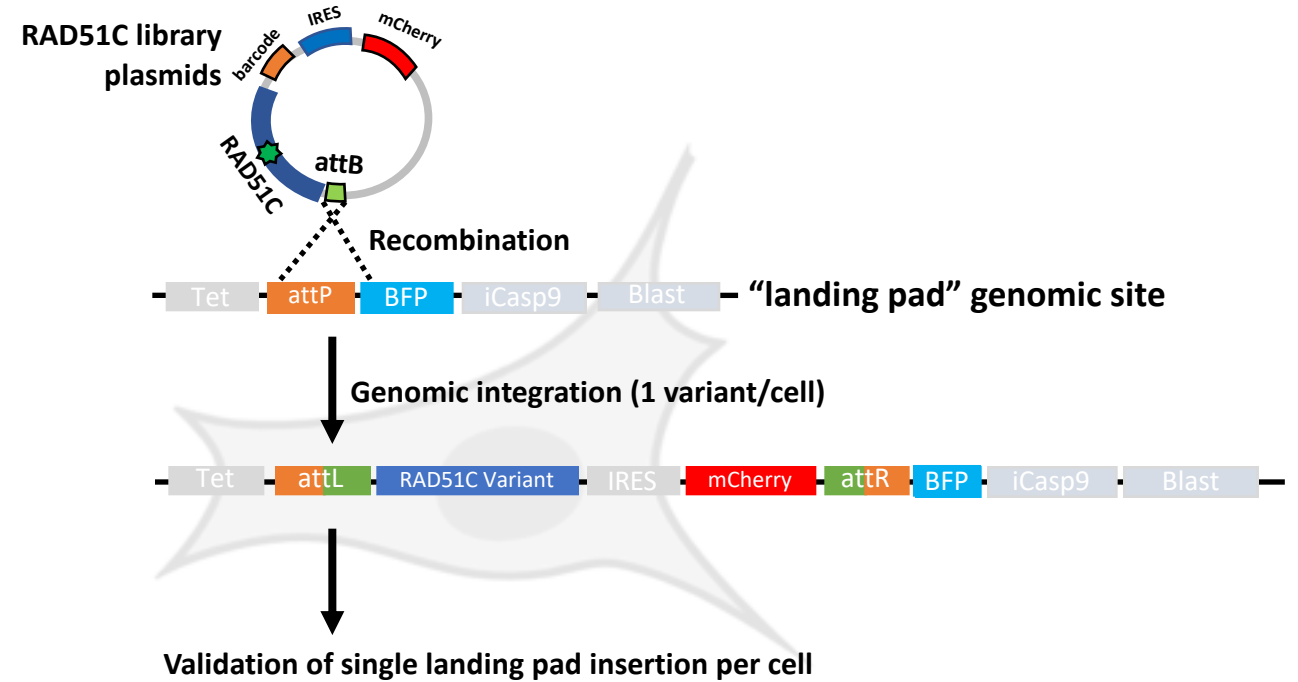 RAD51C library
plasmids
barcode
IRES
mCherry
RAD51C
attB
Recombination
Tet
attP
BFP
iCasp9
Blast
“landing pad” genomic site
Genomic integration (1 variant/cell)
Tet
attL
RAD51C Variant
IRES
mCherry
attR
BFP
iCasp9
Blast
Validation of single landing pad insertion per cell